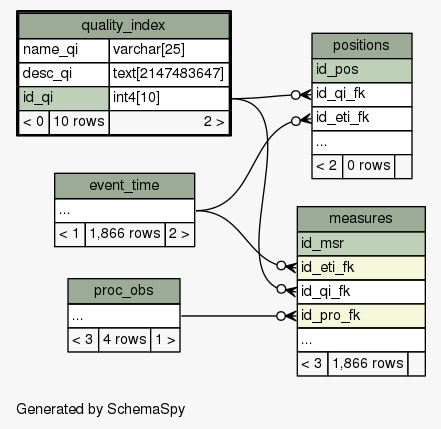 quality_index
name_qi varchar[25]
desc_qi text[2147483647]
id_qi int4[10]
< 0 10 rows 2 >
positions
id_pos
id_qi_fk
id_eti_fk
...
< 2 0 rows
event_time
...
< 1 1,866 rows 2 >
measures
id_msr
id_eti_fk
id_qi_fk
id_pro_fk
...
< 3 1,866 rows
proc_obs
...
< 3 4 rows 1 >
Generated by SchemaSpy